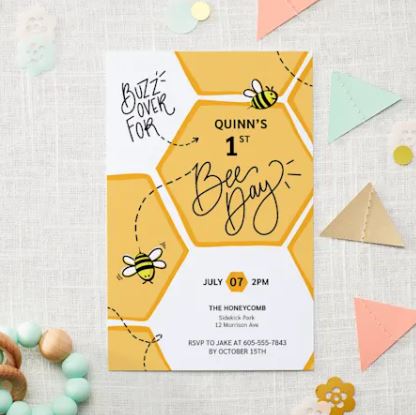 BUZZ
OVER
FOR
QUINN'S
1ST
Bee
Day
JULY 07 2PM
THE HONEYCOMB
Sidekick Park
12 Morrison Ave
RSVP TO JAKE AT 605-555-7843
BY OCTOBER 15TH